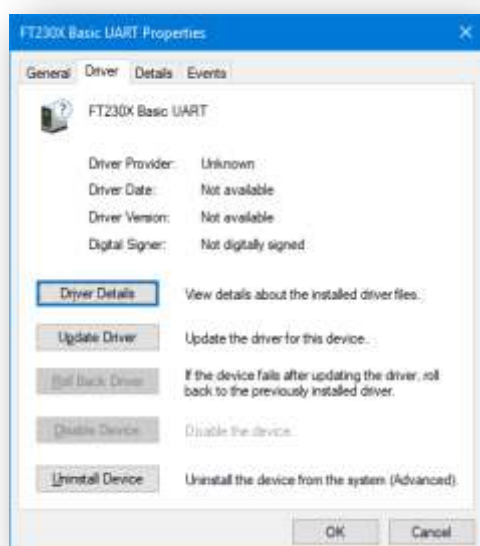 FT230X Basic UART Properties
General Driver Details Events
FT230X Basic UART
Driver Provider: Unknown
Driver Date: Not available
Driver Version: Not available
Digital Signer: Not digitally signed
Driver Details View details about the installed driver files.
Update Driver Update the driver for this device.
Roll Back Driver If the device fails after updating the driver, roll
back to the previously installed driver.
Disable Device Disable the device.
Uninstall Device Uninstall the device from the system (Advanced).
OK Cancel